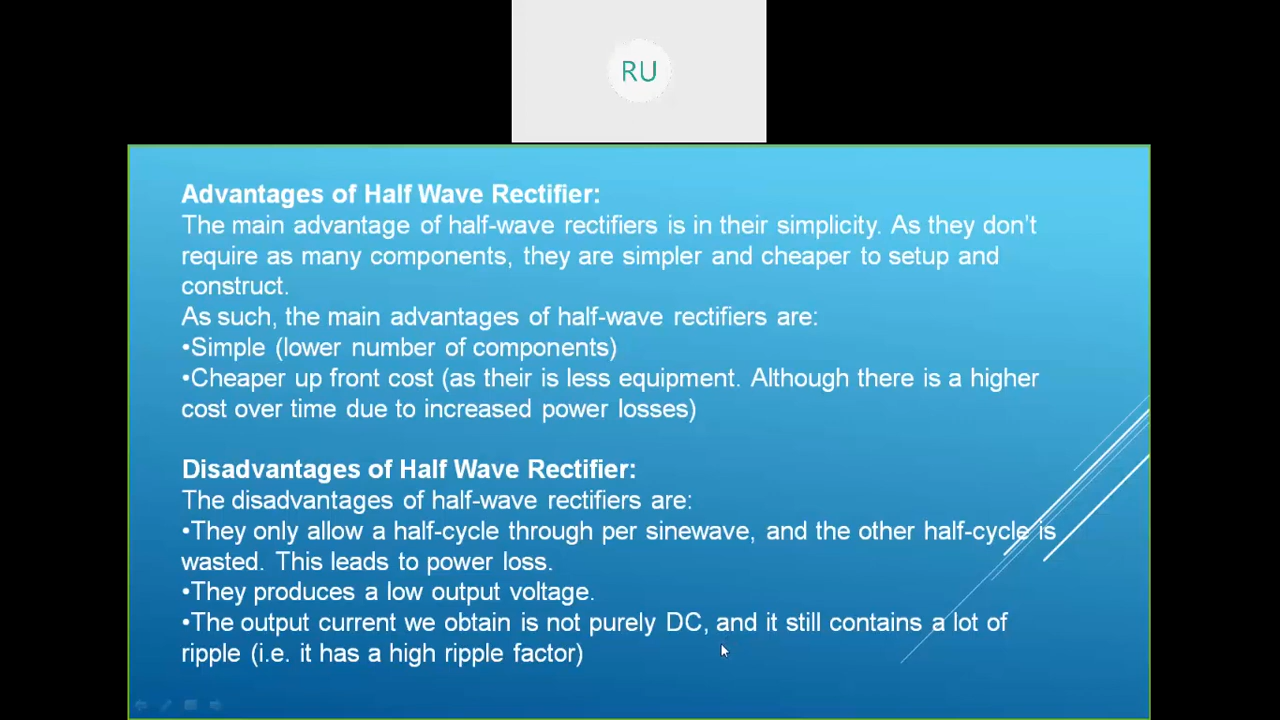 RU
Advantages of Half Wave Rectifier:
The main advantage of half-wave rectifiers is in their simplicity. As they don't
require as many components, they are simpler and cheaper to setup and
construct.
As such, the main advantages of half-wave rectifiers are:
•Simple (lower number of components)
•Cheaper up front cost (as their is less equipment. Although there is a higher
cost over time due to increased power losses)
Disadvantages of Half Wave Rectifier:
The disadvantages of half-wave rectifiers are:
•They only allow a half-cycle through per sinewave, and the other half-cycle is
wasted. This leads to power loss.
•They produces a low output voltage.
•The output current we obtain is not purely DC, and it still contains a lot of
ripple (i.e. it has a high ripple factor)